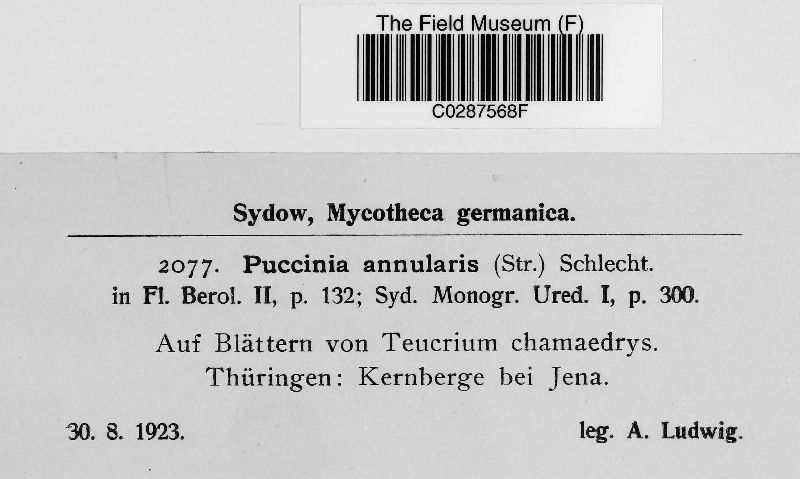 The Field Museum (F)
C0287568F
Sydow, Mycotheca germanica.
2077. Puccinia annularis (Str.) Schlecht.
in Fl. Berol. II, p. 132; Syd. Monogr. Ured. I, p. 300.
Auf Blättern von Teucrium chamaedrys.
Thüringen: Kernberge bei Jena.
30. 8. 1923. leg. A. Ludwig.